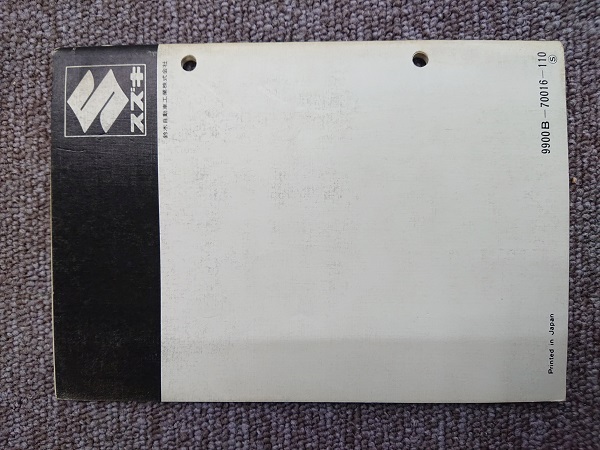 スズキ
鈴木自動車工業株式会社
9900B-70016-110
Ⓢ
Printed in Japan